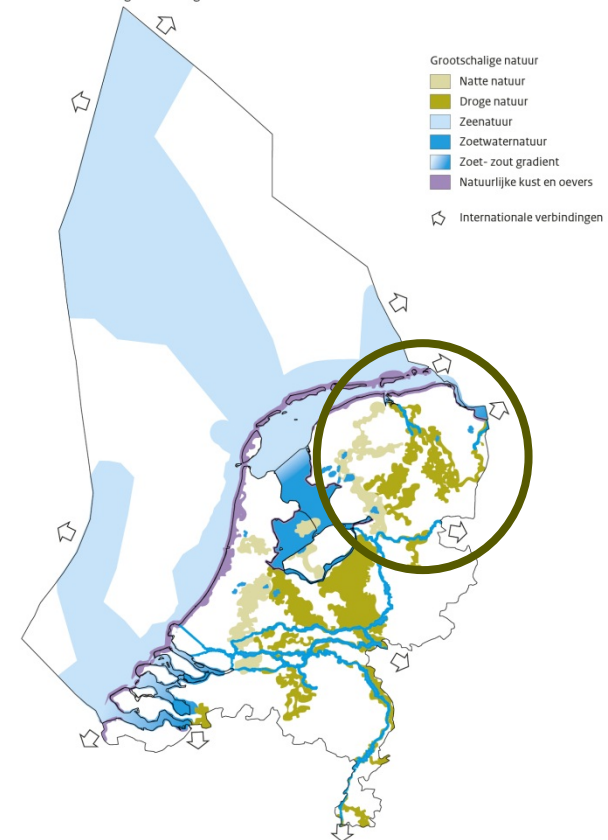 Grootschalige natuur
Natte natuur
Droge natuur
Zeenatuur
Zoetwaternatuur
Zoet- zout gradient
Natuurlijke kust en oevers
Internationale verbindingen